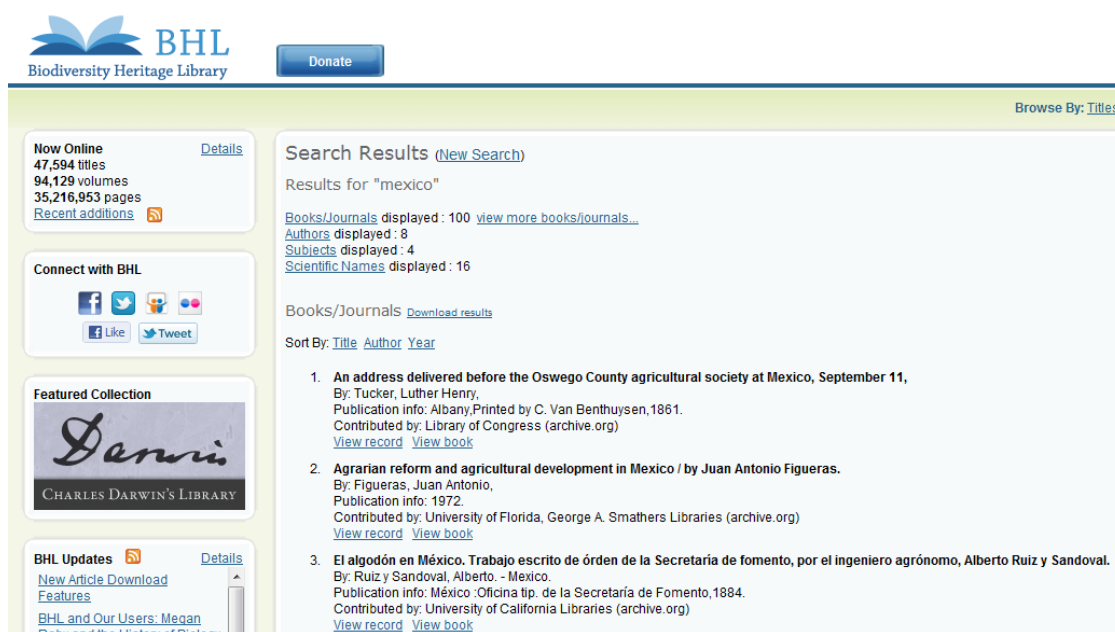 BHL
Biodiversity Heritage Library
Donate
Browse By: Titles
Now Online Details
47,594 titles
94,129 volumes
35,216,953 pages
Recent additions
Connect with BHL
Like Tweet
Featured Collection
Darwin
CHARLES DARWIN'S LIBRARY
BHL Updates Details
New Article Download
Features
BHL and Our Users: Megan
Search Results (New Search)
Results for "mexico"
Books/Journals displayed : 100 view more books/journals...
Authors displayed : 8
Subjects displayed : 4
Scientific Names displayed : 16
Books/Journals Download results
Sort By: Title Author Year
1. An address delivered before the Oswego County agricultural society at Mexico, September 11,
By: Tucker, Luther Henry,
Publication info: Albany,Printed by C. Van Benthuysen,1861.
Contributed by: Library of Congress (archive.org)
View record View book
2. Agrarian reform and agricultural development in Mexico / by Juan Antonio Figueras.
By: Figueras, Juan Antonio,
Publication info: 1972.
Contributed by: University of Florida, George A. Smathers Libraries (archive.org)
View record View book
3. El algodón en México. Trabajo escrito de órden de la Secretaría de fomento, por el ingeniero agrónomo, Alberto Ruiz y Sandoval.
By: Ruiz y Sandoval, Alberto. - Mexico.
Publication info: México :Oficina tip. de la Secretaría de Fomento,1884.
Contributed by: University of California Libraries (archive.org)
View record View book